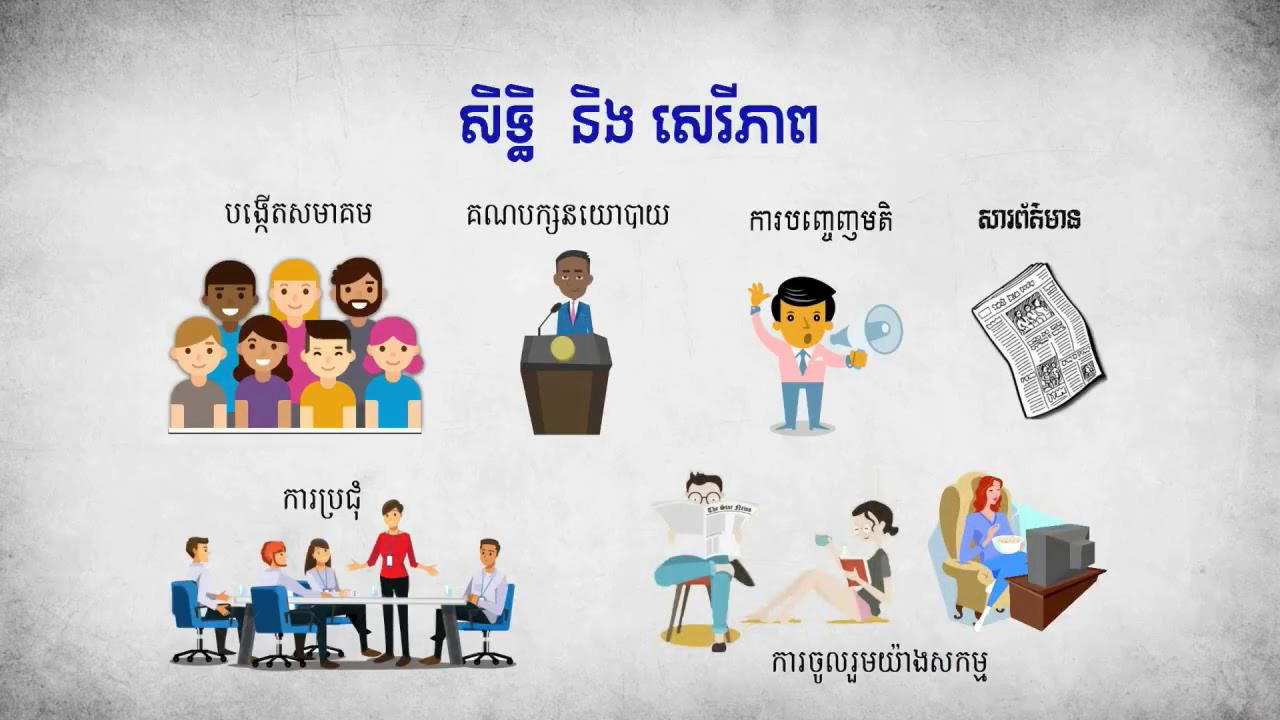 សិទ្ធិ និង សេរីភាព
បង្កើតសមាគម
គណបក្សនយោបាយ
ការបញ្ចេញមតិ
សារព័ត៌មាន
ការប្រជុំ
The Star News
ការចូលរួមយ៉ាងសកម្ម